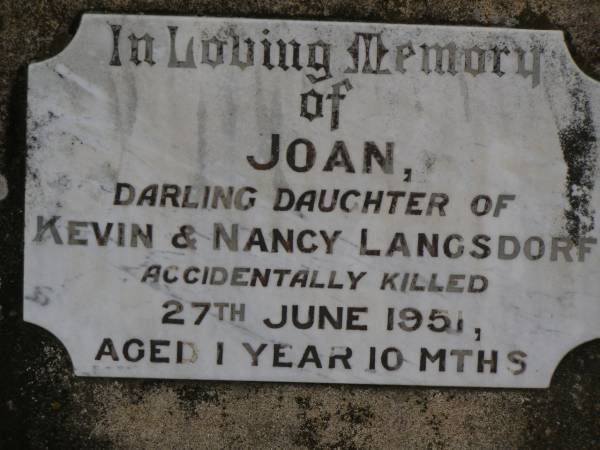 In Loving Memory
of
JOAN,
DARLING DAUGHTER OF
KEVIN & NANCY LANGSDORF
ACCIDENTALLY KILLED
27TH JUNE 1951,
AGED 1 YEAR 10 MTHS